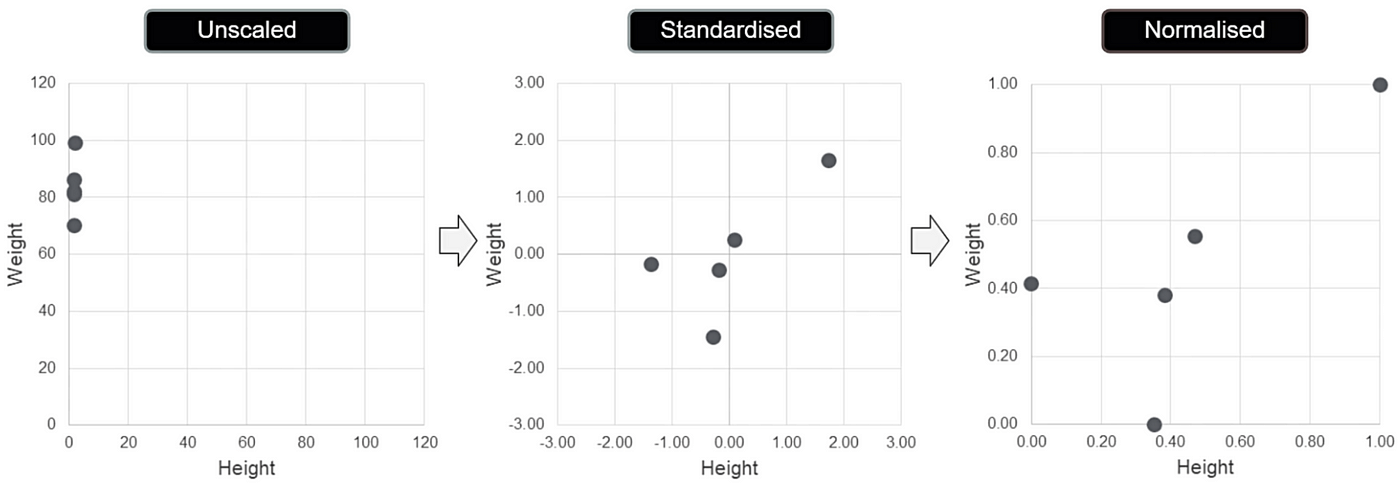 Unscaled
Standardised
Normalised
120
100
80
60
40
20
0
Weight
0 20 40 60 80 100 120
Height
3.00
2.00
1.00
0.00
-1.00
-2.00
-3.00
Weight
-3.00 -2.00 -1.00 0.00 1.00 2.00 3.00
Height
1.00
0.80
0.60
0.40
0.20
0.00
Weight
0.00 0.20 0.40 0.60 0.80 1.00
Height